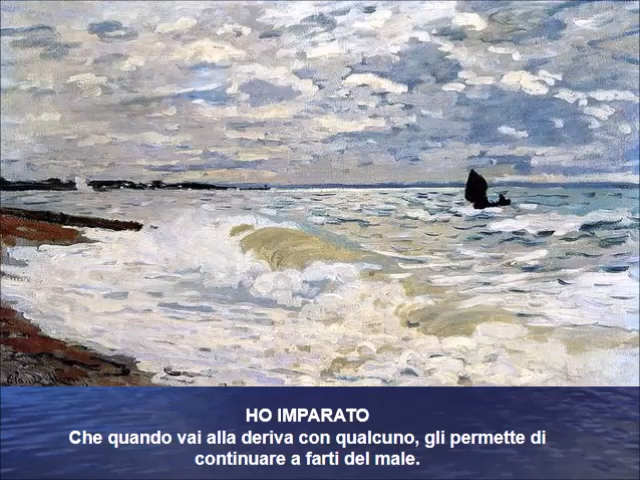 HO IMPARATO
Che quando vai alla deriva con qualcuno, gli permette di
continuare a farti del male.